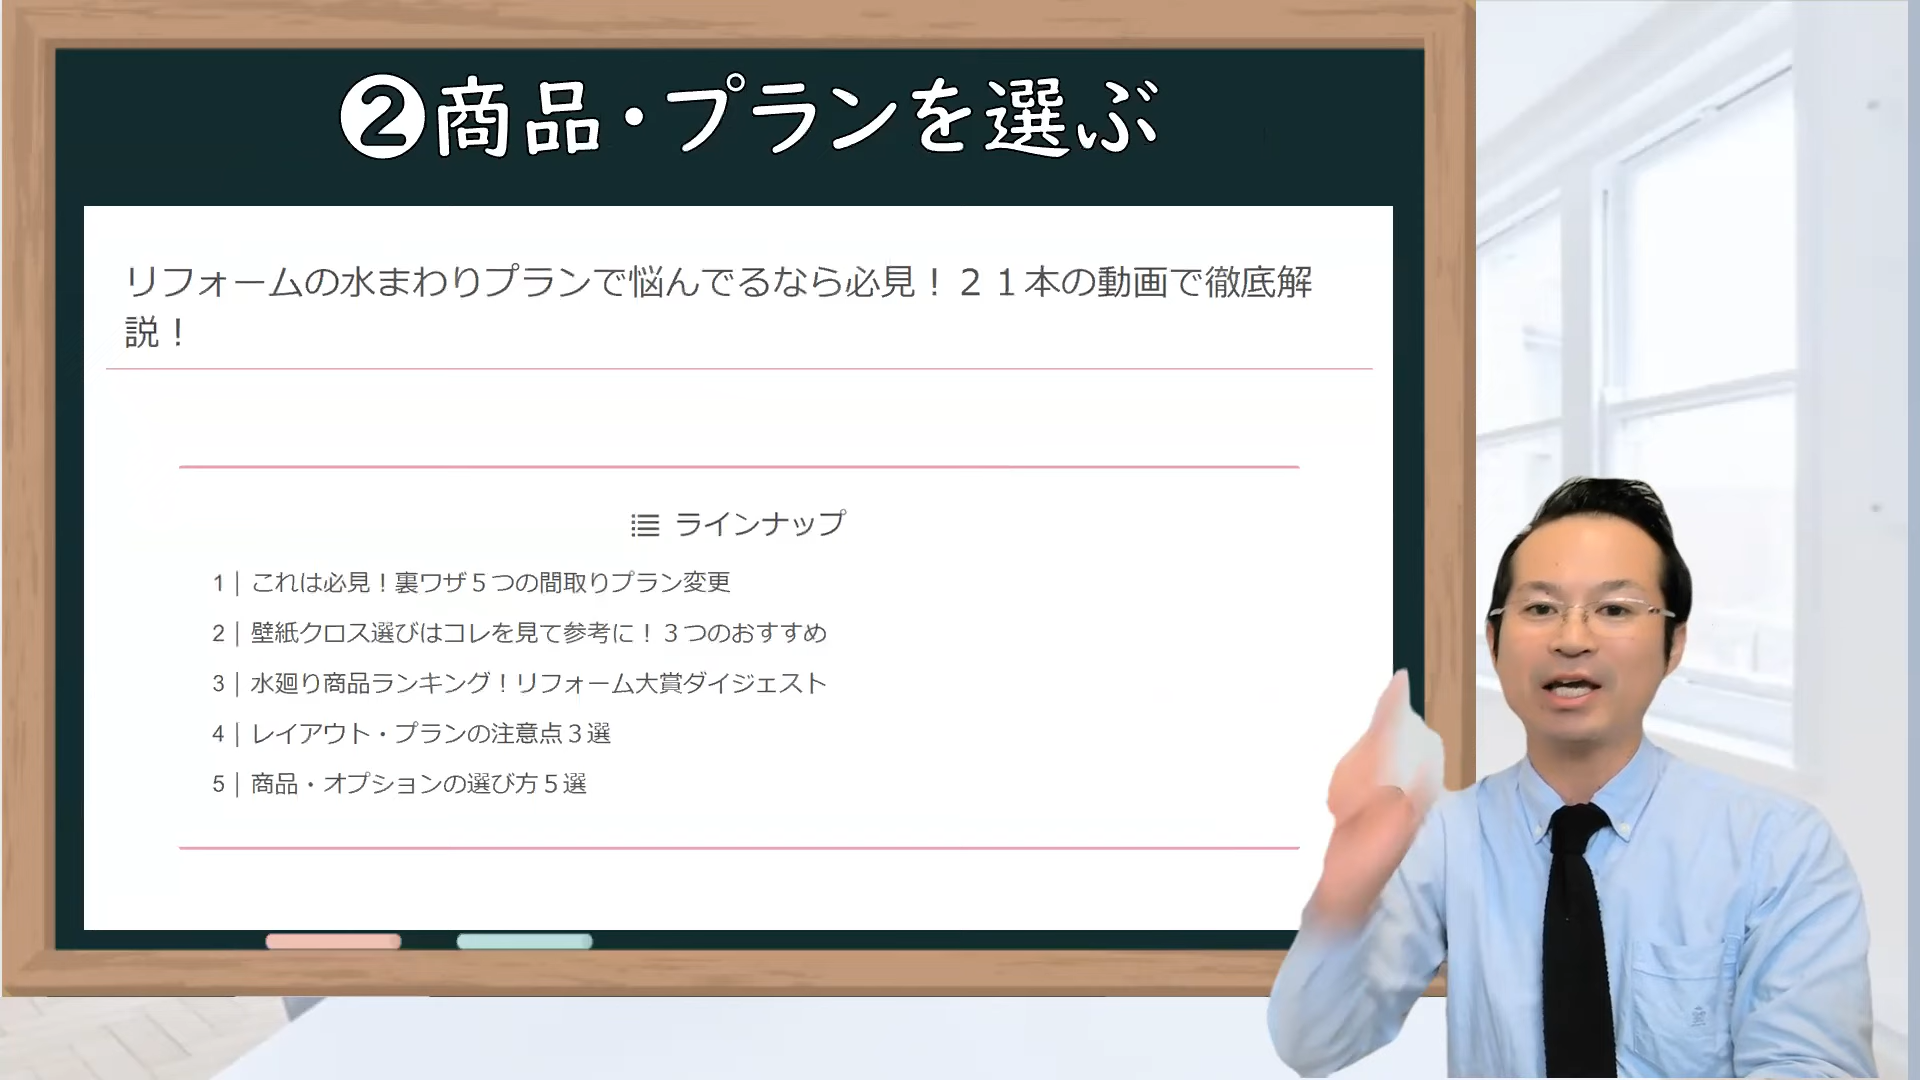 ❷商品・プランを選ぶ
リフォームの水まわりプランで悩んでるなら必見！２１本の動画で徹底解
説！
ラインナップ
1｜これは必見！裏ワザ５つの間取りプラン変更
2｜壁紙クロス選びはコレを見て参考に！３つのおすすめ
3｜水廻り商品ランキング！リフォーム大賞ダイジェスト
4｜レイアウト・プランの注意点３選
5｜商品・オプションの選び方５選